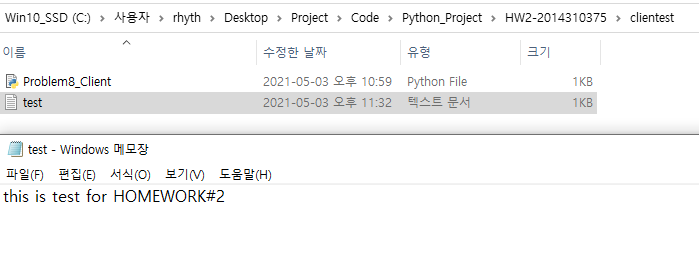 Win10_SSD (C:) > 사용자 > rhyth > Desktop > Project > Code > Python_Project > HW2-2014310375 > clientest
이름 수정한 날짜 유형 크기
Problem8_Client 2021-05-03 오후 10:59 Python File 1KB
test 2021-05-03 오후 11:32 텍스트 문서 1KB
test - Windows 메모장
파일(F) 편집(E) 서식(O) 보기(V) 도움말(H)
this is test for HOMEWORK#2